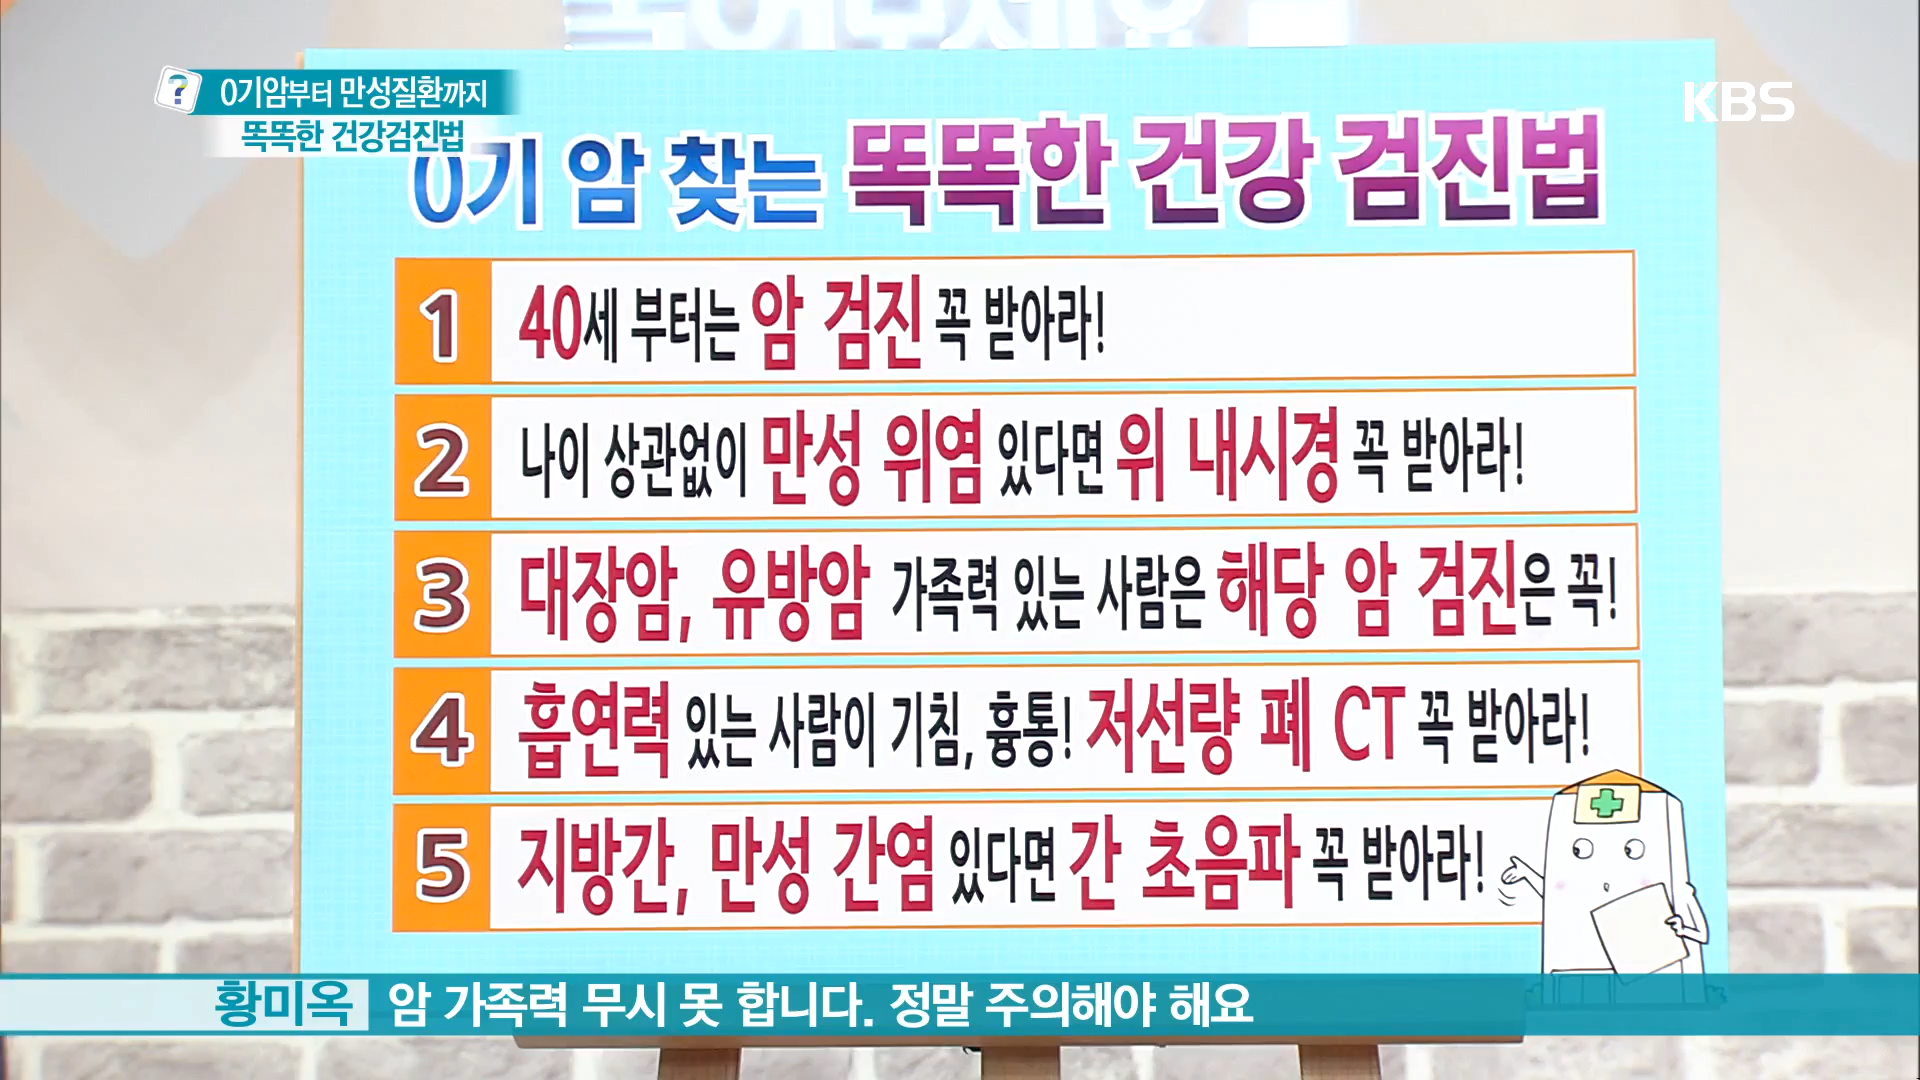 0기암부터 만성질환까지
똑똑한 건강검진법
KBS
0기 암 찾는 똑똑한 건강 검진법
1 40세 부터는 암 검진 꼭 받아라!
2 나이 상관없이 만성 위염 있다면 위 내시경 꼭 받아라!
3 대장암, 유방암 가족력 있는 사람은 해당 암 검진은 꼭!
4 흡연력 있는 사람이 기침, 흉통! 저선량 폐 CT 꼭 받아라!
5 지방간, 만성 간염 있다면 간 초음파 꼭 받아라!
황미옥 암 가족력 무시 못 합니다. 정말 주의해야 해요